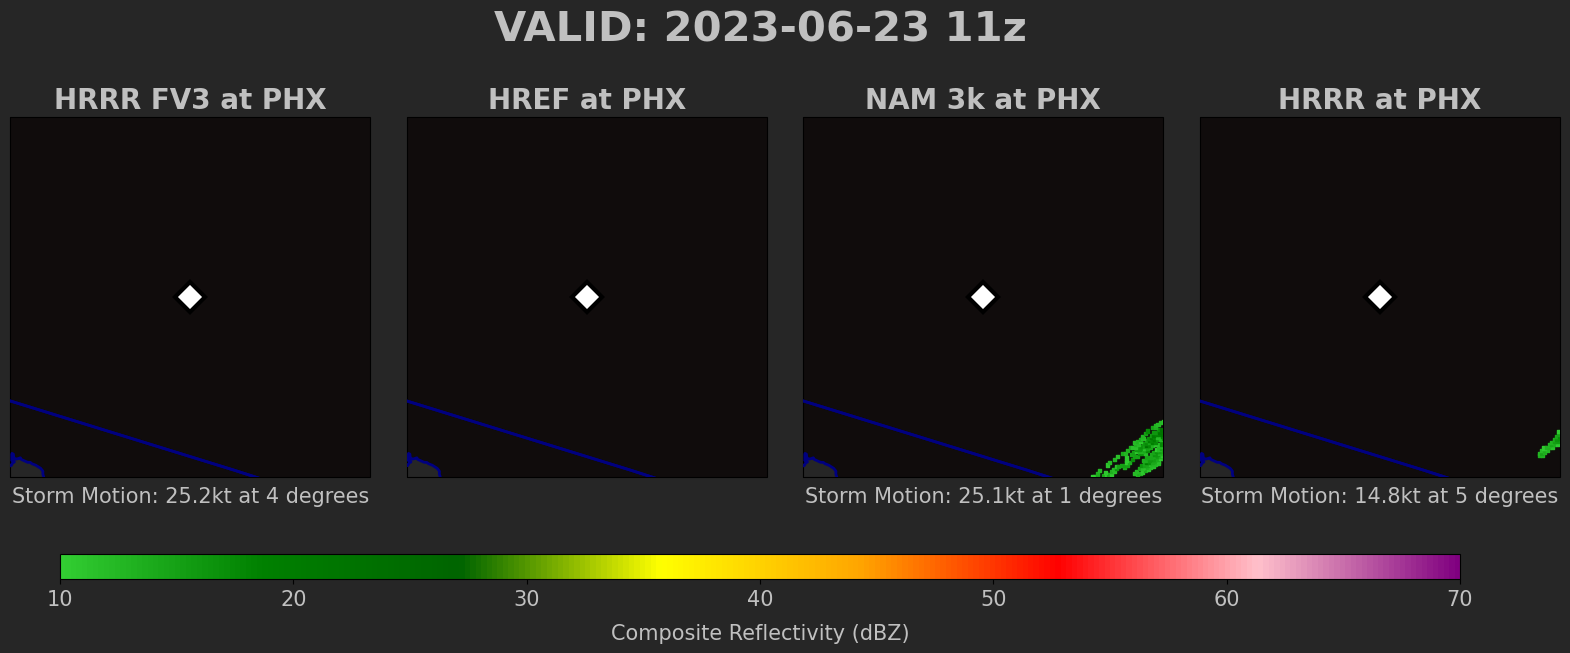 VALID: 2023-06-23 11z
HRRR FV3 at PHX
HREF at PHX
NAM 3k at PHX
HRRR at PHX
Storm Motion: 25.2kt at 4 degrees
Storm Motion: 25.1kt at 1 degrees
Storm Motion: 14.8kt at 5 degrees
10 20 30 40 50 60 70
Composite Reflectivity (dBZ)